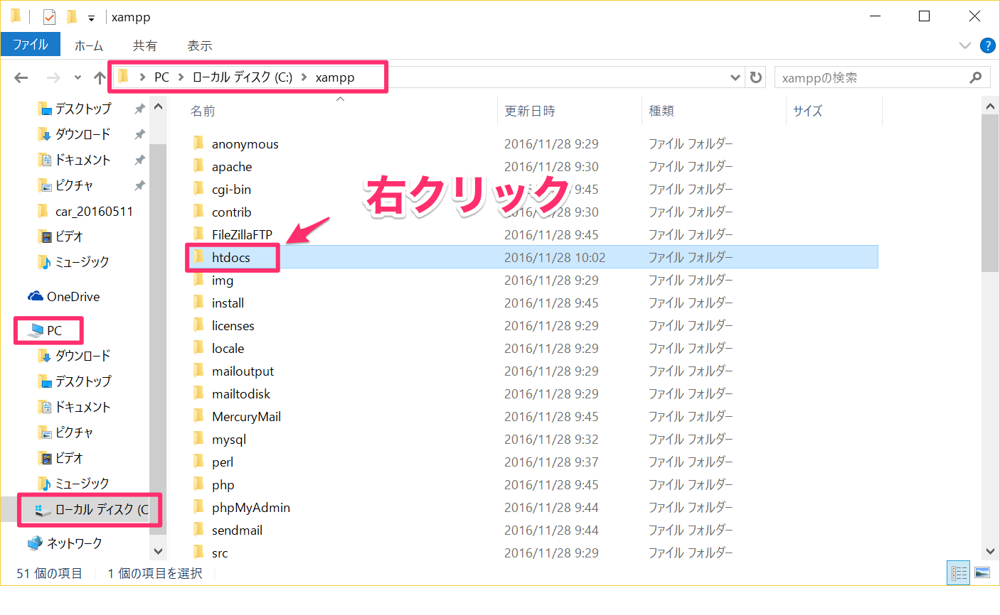 xampp
ファイル ホーム 共有 表示
PC ローカル ディスク (C:) xampp
xamppの検索
デスクトップ
ダウンロード
ドキュメント
ピクチャ
car_20160511
ビデオ
ミュージック
OneDrive
PC
ダウンロード
デスクトップ
ドキュメント
ピクチャ
ビデオ
ミュージック
ローカル ディスク (C
ネットワーク
名前 更新日時 種類 サイズ
anonymous 2016/11/28 9:29 ファイル フォルダー
apache 2016/11/28 9:30 ファイル フォルダー
右クリック
cgi-bin 9:45 ファイル フォルダー
contrib 2016/11/28 9:30 ファイル フォルダー
FileZillaFTP 2016/11/28 9:45 ファイル フォルダー
htdocs 2016/11/28 10:02 ファイル フォルダー
img 2016/11/28 9:29 ファイル フォルダー
install 2016/11/28 9:45 ファイル フォルダー
licenses 2016/11/28 9:29 ファイル フォルダー
locale 2016/11/28 9:29 ファイル フォルダー
mailoutput 2016/11/28 9:29 ファイル フォルダー
mailtodisk 2016/11/28 9:29 ファイル フォルダー
MercuryMail 2016/11/28 9:45 ファイル フォルダー
mysql 2016/11/28 9:32 ファイル フォルダー
perl 2016/11/28 9:37 ファイル フォルダー
php 2016/11/28 9:45 ファイル フォルダー
phpMyAdmin 2016/11/28 9:44 ファイル フォルダー
sendmail 2016/11/28 9:44 ファイル フォルダー
src 2016/11/28 9:29 ファイル フォルダー
51 個の項目 1 個の項目を選択